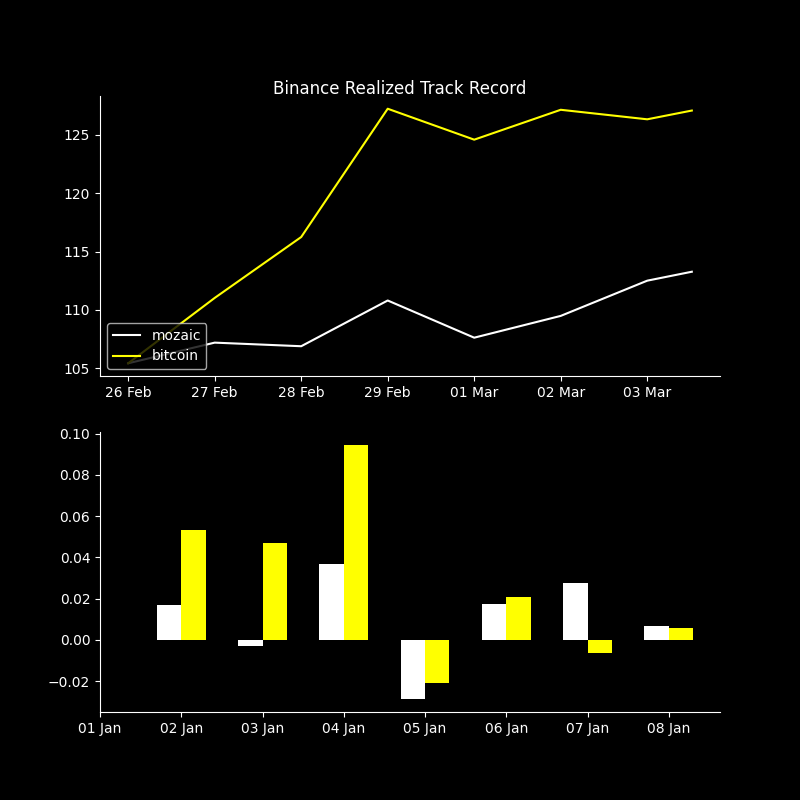 Binance Realized Track Record
125
120
115
110
105
mozaic
bitcoin
26 Feb 27 Feb 28 Feb 29 Feb 01 Mar 02 Mar 03 Mar
0.10
0.08
0.06
0.04
0.02
0.00
−0.02
01 Jan 02 Jan 03 Jan 04 Jan 05 Jan 06 Jan 07 Jan 08 Jan